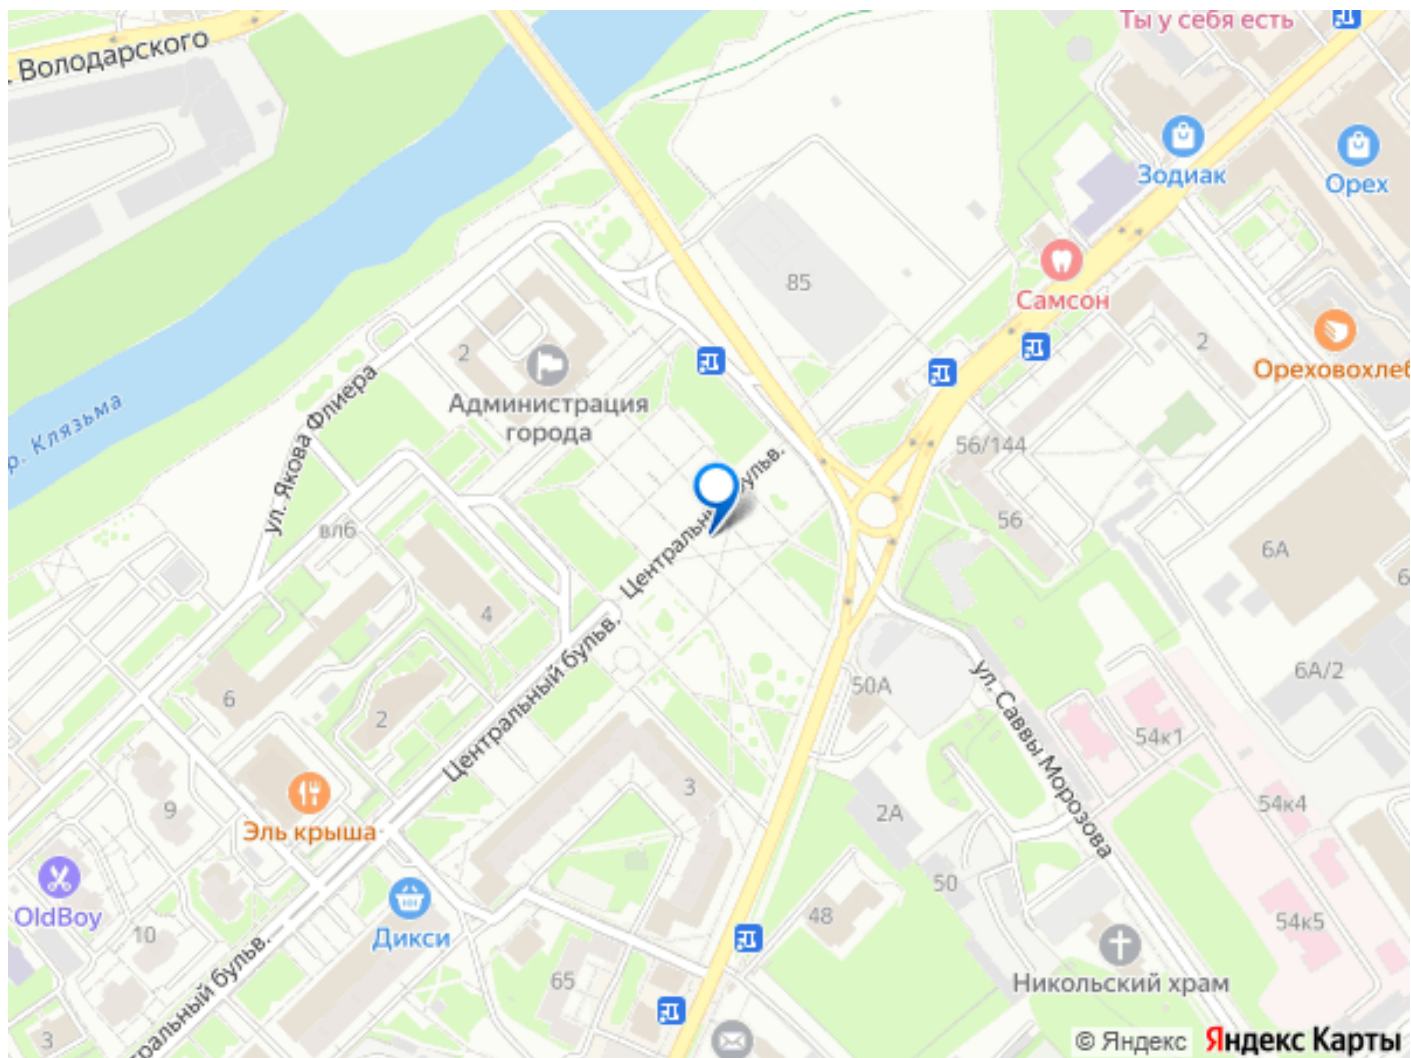 Ты у себя есть
. Володарского
Зодиак
Орех
85
Самсон
2
2
Ореховохлеб
Администрация
города
ул. Якова Флиера
р. Клязьма
56/144
Центральный бульв.
56
вл6
6А
6
4
Центральный бульв.
6
2
50А
ул. Саввы Морозова
6А/2
54к1
3
9
54к4
Эль крыша
2А
OldBoy
50
10
Дикси
48
54к5
65
Никольский храм
3
тральный бульв.
© Яндекс
Яндекс Карты